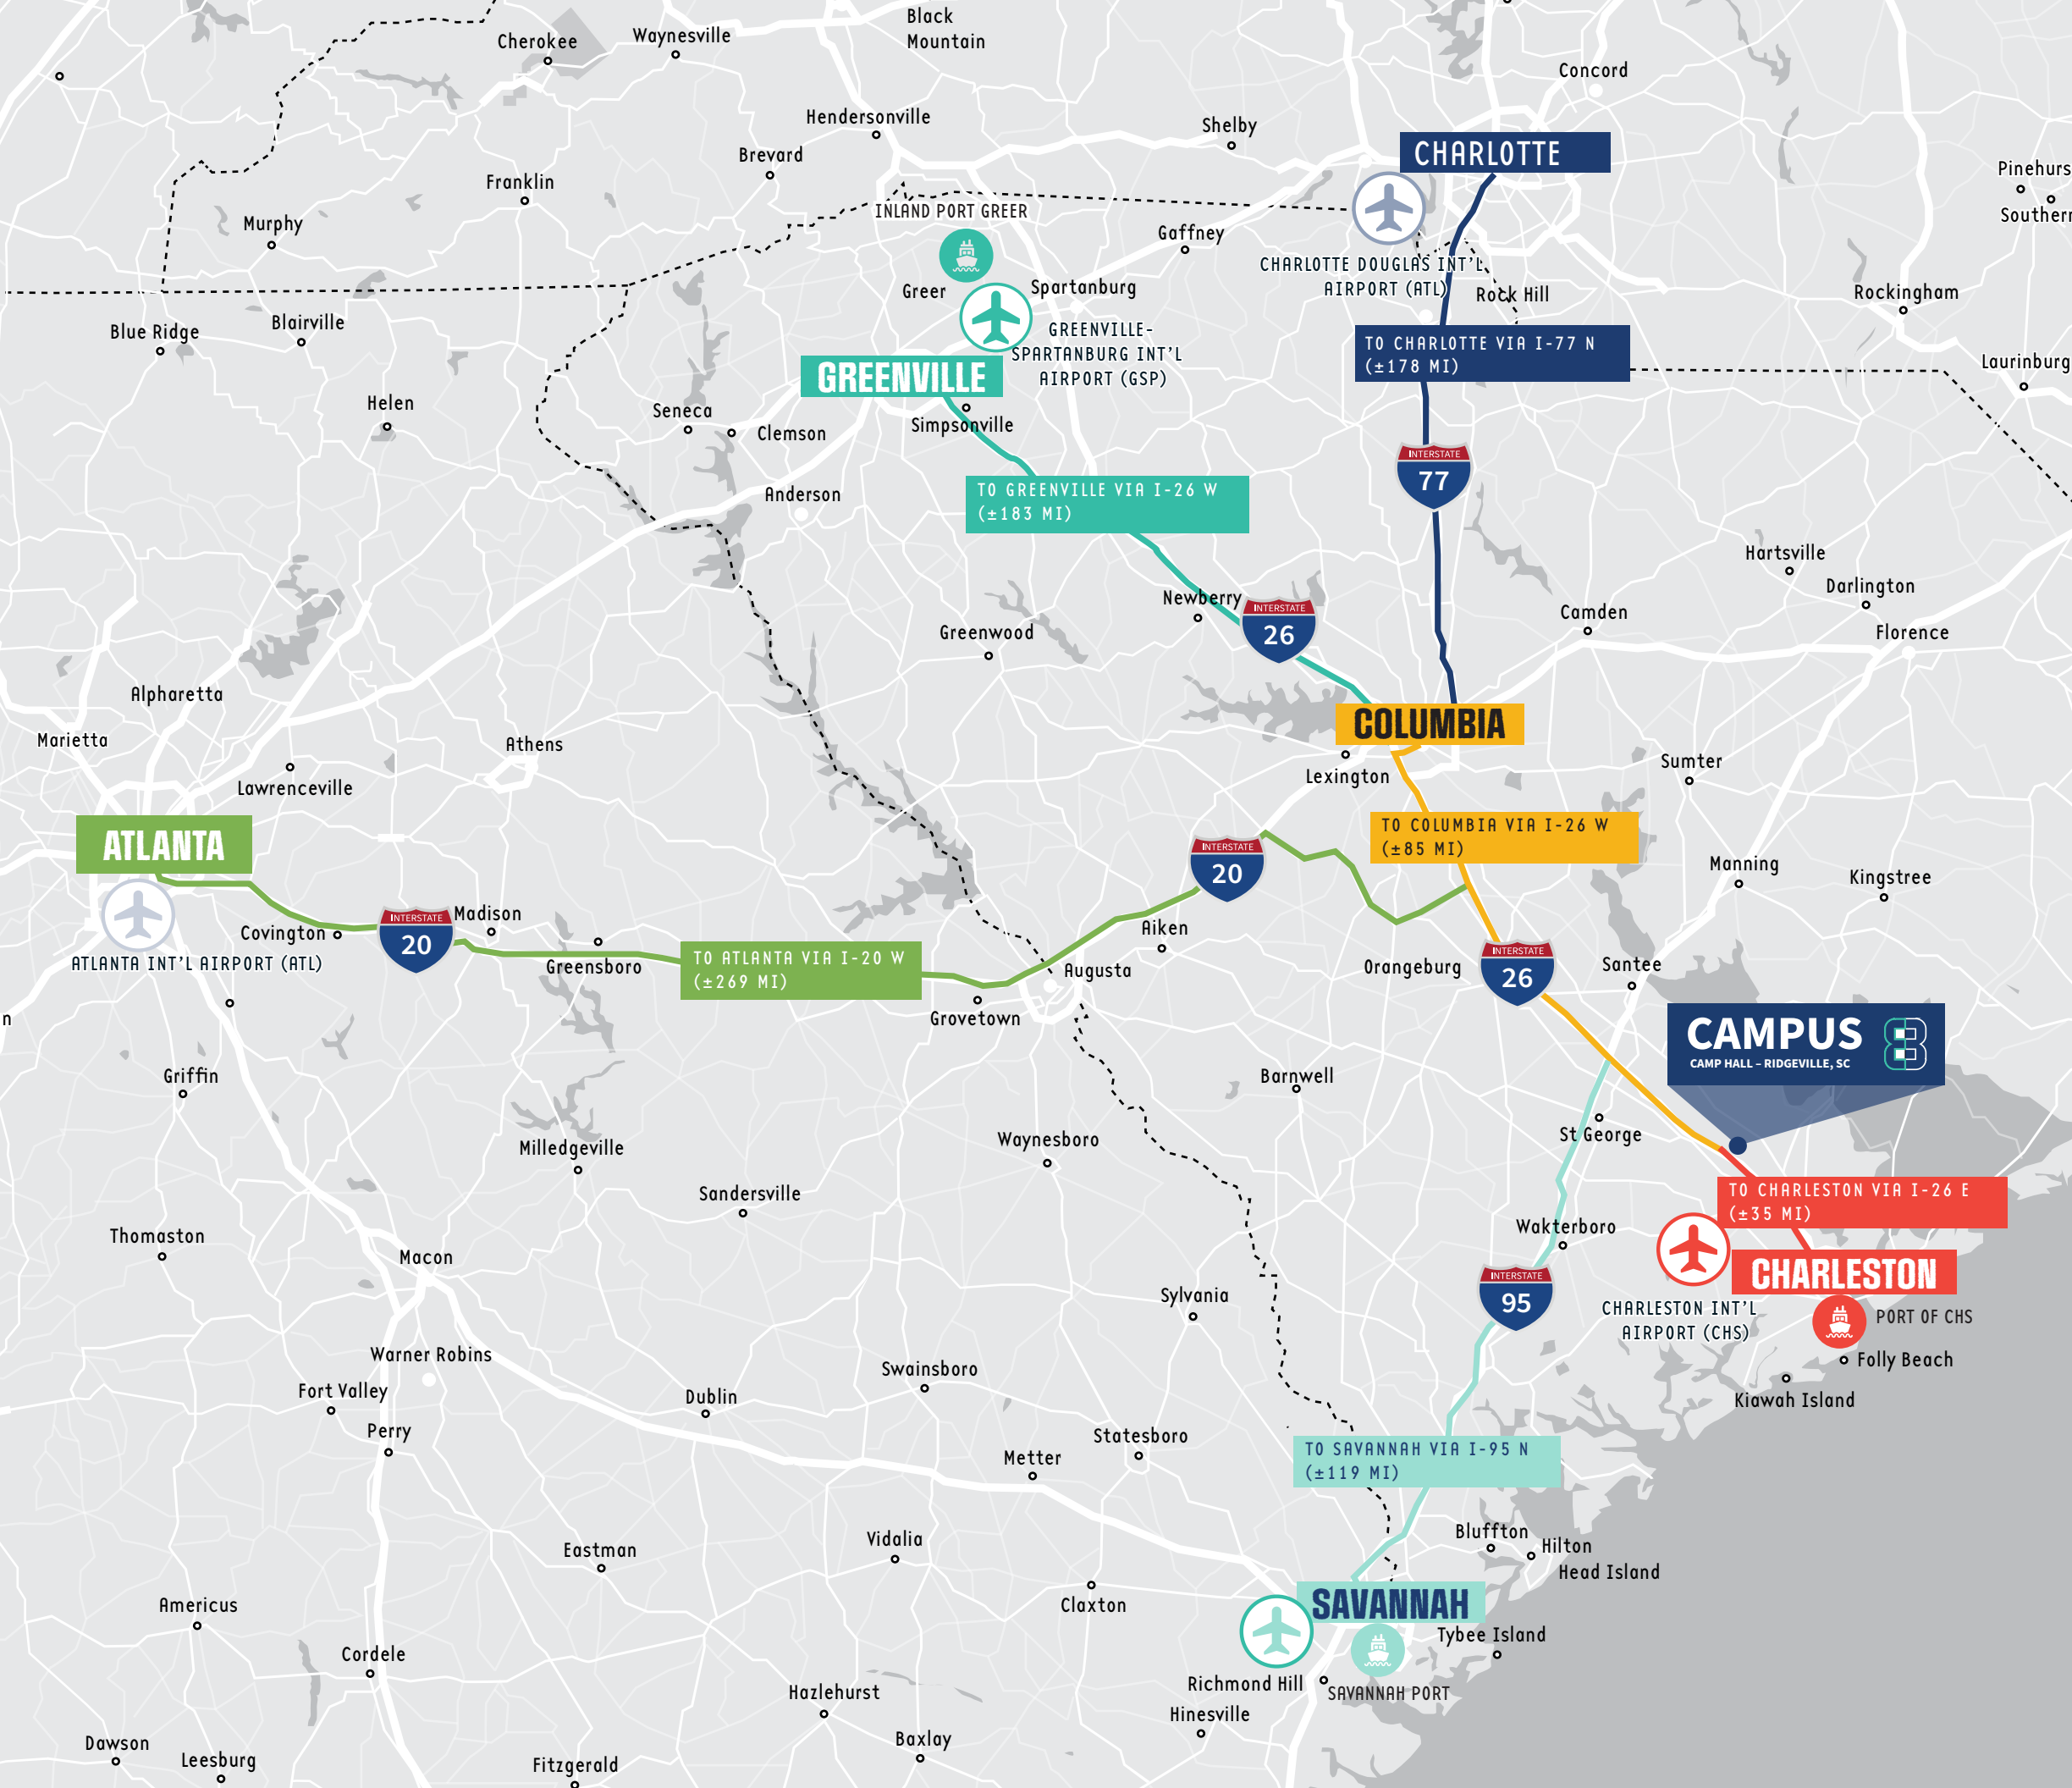 Black
Mountain
Cherokee
Waynesville
Concord
Hendersonville
Shelby
CHARLOTTE
Brevard
Pinehurs
Franklin
INLAND PORT GREER
Southern
Murphy
Gaffney
CHARLOTTE DOUGLAS INT'L
AIRPORT (ATL)
Greer
Spartanburg
Rock Hill
Rockingham
Blue Ridge
Blairville
GREENVILLE-
SPARTANBURG INT'L
AIRPORT (GSP)
TO CHARLOTTE VIA I-77 N
(±178 MI)
Laurinburg
GREENVILLE
Helen
Seneca
Clemson
Simpsonville
INTERSTATE
77
Anderson
TO GREENVILLE VIA I-26 W
(±183 MI)
Hartsville
Darlington
Newberry
INTERSTATE
26
Camden
Greenwood
Florence
Alpharetta
COLUMBIA
Marietta
Athens
Lexington
Sumter
Lawrenceville
TO COLUMBIA VIA I-26 W
(±85 MI)
ATLANTA
INTERSTATE
20
Manning
Kingstree
INTERSTATE
20
Madison
Covington
Aiken
ATLANTA INT'L AIRPORT (ATL)
Greensboro
TO ATLANTA VIA I-20 W
(±269 MI)
Augusta
Orangeburg
INTERSTATE
26
Santee
n
Grovetown
CAMPUS
CAMP HALL – RIDGEVILLE, SC
Griffin
Barnwell
Milledgeville
Waynesboro
St George
Sandersville
TO CHARLESTON VIA I-26 E
(±35 MI)
Thomaston
Wakterboro
Macon
CHARLESTON
Sylvania
INTERSTATE
95
CHARLESTON INT'L
AIRPORT (CHS)
PORT OF CHS
Warner Robins
Swainsboro
Folly Beach
Fort Valley
Dublin
Kiawah Island
Perry
Statesboro
Metter
TO SAVANNAH VIA I-95 N
(±119 MI)
Vidalia
Bluffton
Hilton
Head Island
Eastman
Americus
Claxton
SAVANNAH
Tybee Island
Cordele
Richmond Hill
SAVANNAH PORT
Hazlehurst
Hinesville
Dawson
Leesburg
Baxlay
Fitzgerald